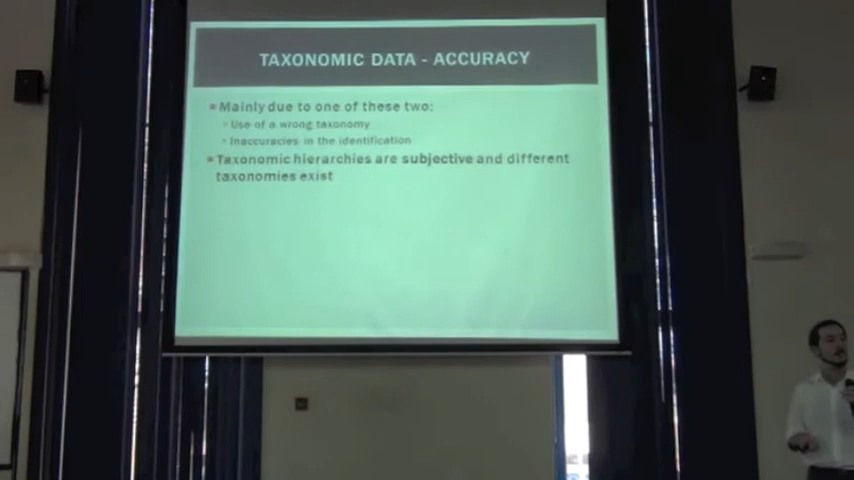 TAXONOMIC DATA - ACCURACY
Mainly due to one of these two:
Use of a wrong taxonomy
Inaccuracies in the identification
Taxonomic hierarchies are subjective and different
taxonomies exist